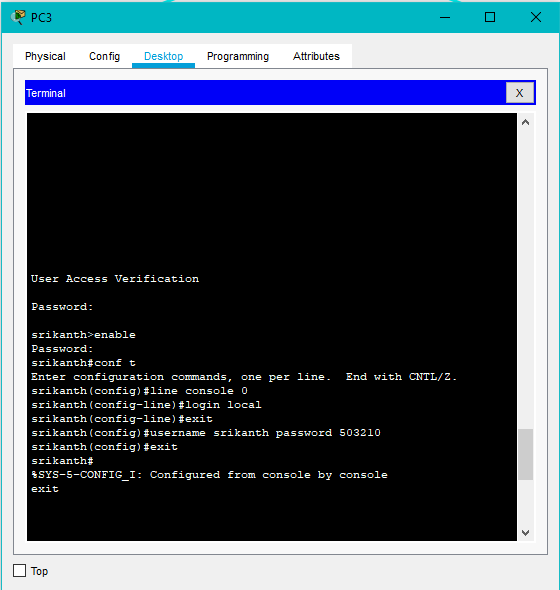 PC3
Physical Config Desktop Programming Attributes
Terminal X
User Access Verification
Password:
srikanth>enable
Password:
srikanth#conf t
Enter configuration commands, one per line.  End with CNTL/Z.
srikanth(config)#line console 0
srikanth(config-line)#login local
srikanth(config-line)#exit
srikanth(config)#username srikanth password 503210
srikanth(config)#exit
srikanth#
%SYS-5-CONFIG_I: Configured from console by console
exit
Top